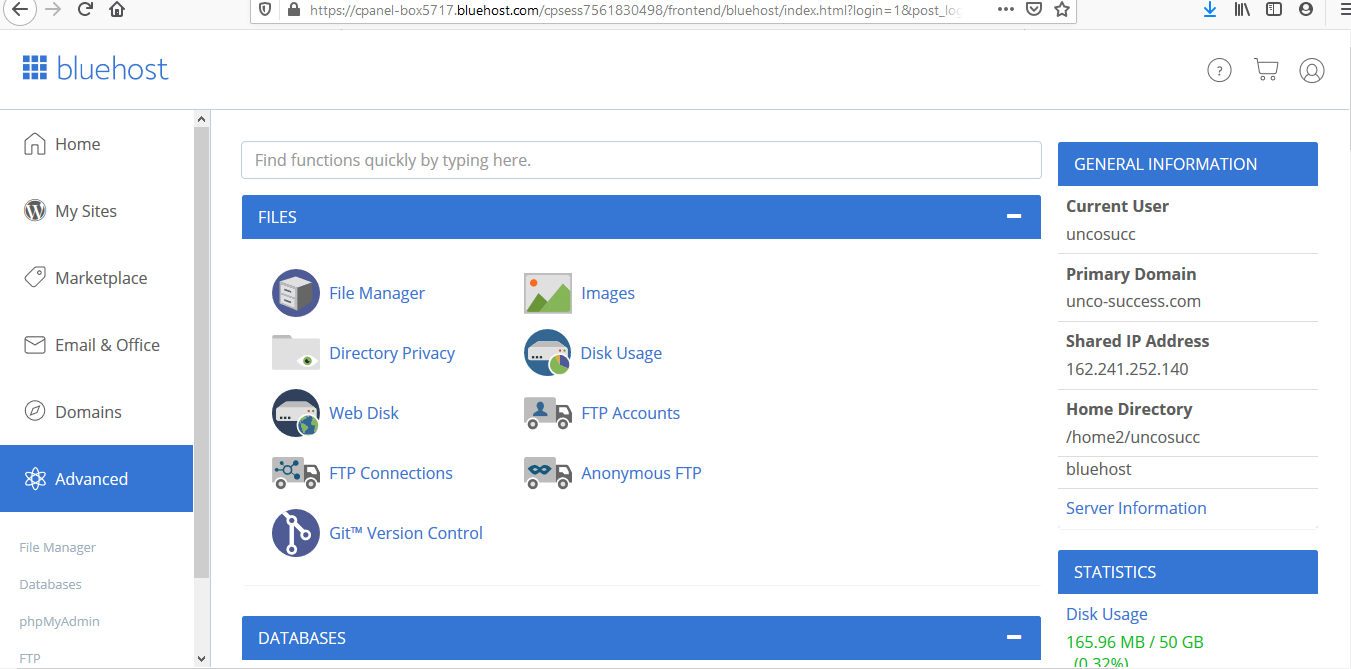 https://cpanel-box5717.bluehost.com/cpsess7561830498/frontend/bluehost/index.html?login=1&post_log
bluehost
?
Home
My Sites
Marketplace
Email & Office
Domains
Advanced
File Manager
Databases
phpMyAdmin
FTP
Find functions quickly by typing here.
FILES
File Manager
Images
Directory Privacy
Disk Usage
Web Disk
FTP Accounts
FTP Connections
Anonymous FTP
Git™ Version Control
DATABASES
GENERAL INFORMATION
Current User
uncosucc
Primary Domain
unco-success.com
Shared IP Address
162.241.252.140
Home Directory
/home2/uncosucc
bluehost
Server Information
STATISTICS
Disk Usage
165.96 MB / 50 GB
(0.32%)